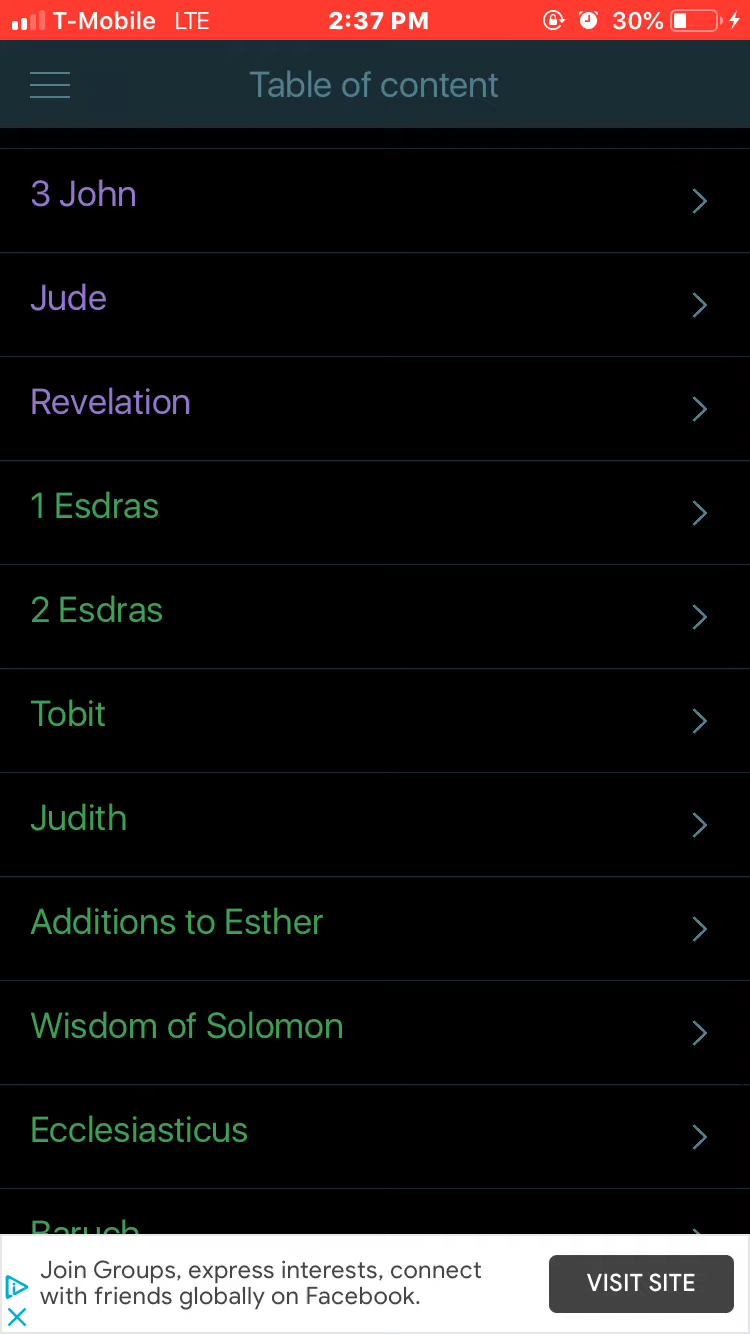 T-Mobile LTE 2:37 PM 30%
Table of content
3 John
Jude
Revelation
1 Esdras
2 Esdras
Tobit
Judith
Additions to Esther
Wisdom of Solomon
Ecclesiasticus
Baruch
Join Groups, express interests, connect
with friends globally on Facebook.
VISIT SITE